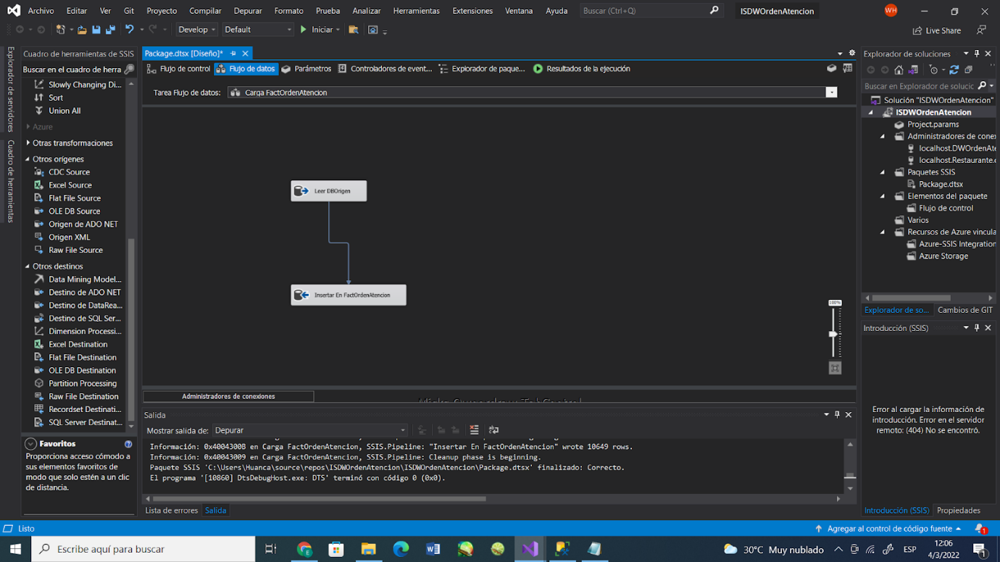 Archivo Editar Ver Git Proyecto Compilar Depurar Formato Prueba Analizar Herramientas Extensiones Ventana Ayuda Buscar (Ctrl+Q) ISDWOrdenAtencion WH
Develop Default Iniciar Live Share
Explorador de servidores
Cuadro de herramientas
Cuadro de herramientas de SSIS
Buscar en el cuadro de herra
Slowly Changing Di...
Sort
Union All
Azure
Otras transformaciones
Otros orígenes
CDC Source
Excel Source
Flat File Source
OLE DB Source
Origen de ADO NET
Origen XML
Raw File Source
Otros destinos
Data Mining Model...
Destino de ADO NET
Destino de DataRea...
Destino de SQL Ser...
Dimension Processi...
Excel Destination
Flat File Destination
OLE DB Destination
Partition Processing
Raw File Destination
Recordset Destinati...
SQL Server Destinat...
Favoritos
Proporciona acceso cómodo a
sus elementos favoritos de
modo que solo estén a un clic
de distancia.
Package.dtsx [Diseño]*
Flujo de control Flujo de datos Parámetros Controladores de event... Explorador de paque... Resultados de la ejecución
Tarea Flujo de datos: Carga FactOrdenAtencion
Leer DBOrigen
Insertar En FactOrdenAtencion
100%
Administradores de conexiones
Salida
Mostrar salida de: Depurar
Información: 0x4004300B en Carga FactOrdenAtencion, SSIS.Pipeline: "Insertar En FactOrdenAtencion" wrote 10649 rows.
Información: 0x40043009 en Carga FactOrdenAtencion, SSIS.Pipeline: Cleanup phase is beginning.
Paquete SSIS 'C:\Users\Huanca\source\repos\ISDWOrdenAtencion\ISDWOrdenAtencion\Package.dtsx' finalizado: Correcto.
El programa '[10860] DtsDebugHost.exe: DTS' terminó con código 0 (0x0).
Lista de errores Salida
Explorador de soluciones
Buscar en Explorador de solucic
Solución "ISDWOrdenAtencion"
ISDWOrdenAtencion
Project.params
Administradores de conex
localhost.DWOrdenAte
localhost.Restaurante.c
Paquetes SSIS
Package.dtsx
Elementos del paquete
Flujo de control
Varios
Recursos de Azure vincula
Azure-SSIS Integration
Azure Storage
Explorador de so... Cambios de GIT
Introducción (SSIS)
Error al cargar la información de
introducción. Error en el servidor
remoto: (404) No se encontró.
Introducción (SSIS) Propiedades
Listo Agregar al control de código fuente 1
Escribe aquí para buscar 30°C Muy nublado ESP 12:06
4/3/2022 1